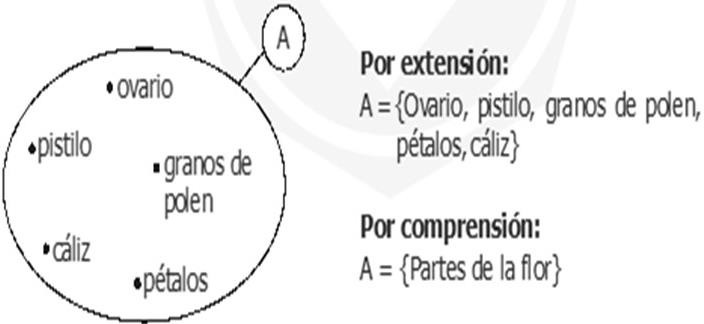 A
ovario
pistilo
granos de
polen
cáliz
pétalos
Por extensión:
A = {Ovario, pistilo, granos de polen,
pétalos, cáliz}
Por comprensión:
A = {Partes de la flor}